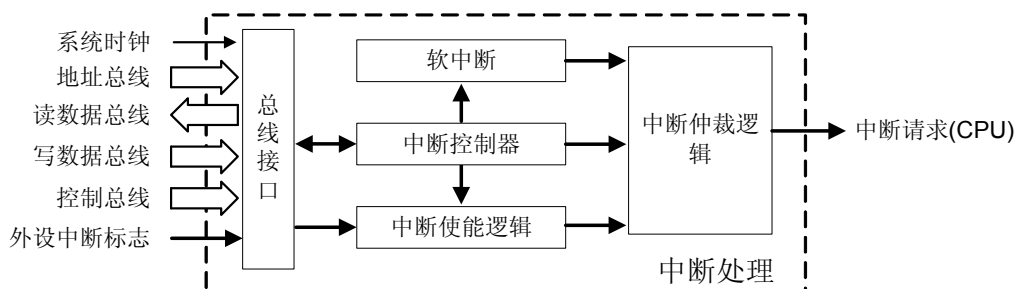 系统时钟
地址总线
读数据总线
写数据总线
控制总线
外设中断标志
总
线
接
口
软中断
中断控制器
中断使能逻辑
中断仲裁逻
辑
中断请求(CPU)
中断处理